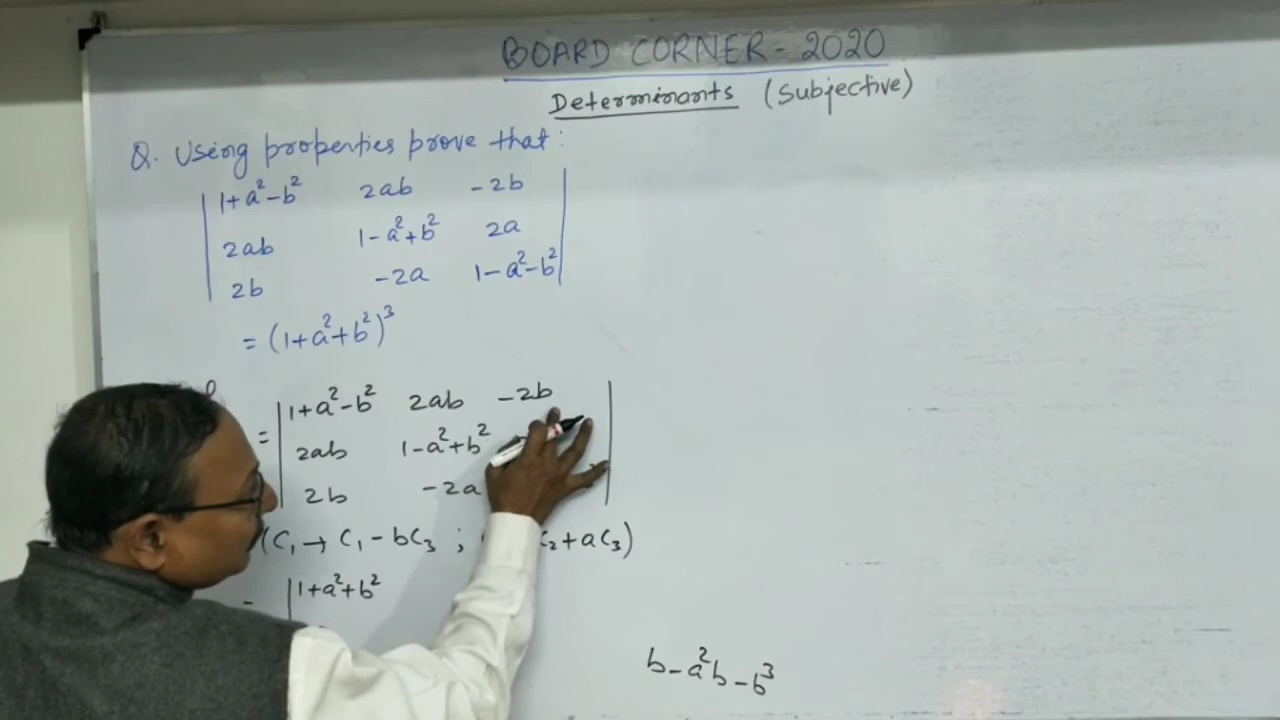 BOARD CORNER - 2020
Determinants (Subjective)
Q. Using properties prove that:
| 1+a²-b² 2ab -2b |
| 2ab 1-a²+b² 2a |
| 2b -2a 1-a²-b² |
= (1+a²+b²)³
= | 1+a²-b² 2ab -2b |
| 2ab 1-a²+b² |
| 2b -2a |
(C₁ → C₁ - bC₃ ; C₂+aC₃)
| 1+a²+b²
b-a²b-b³